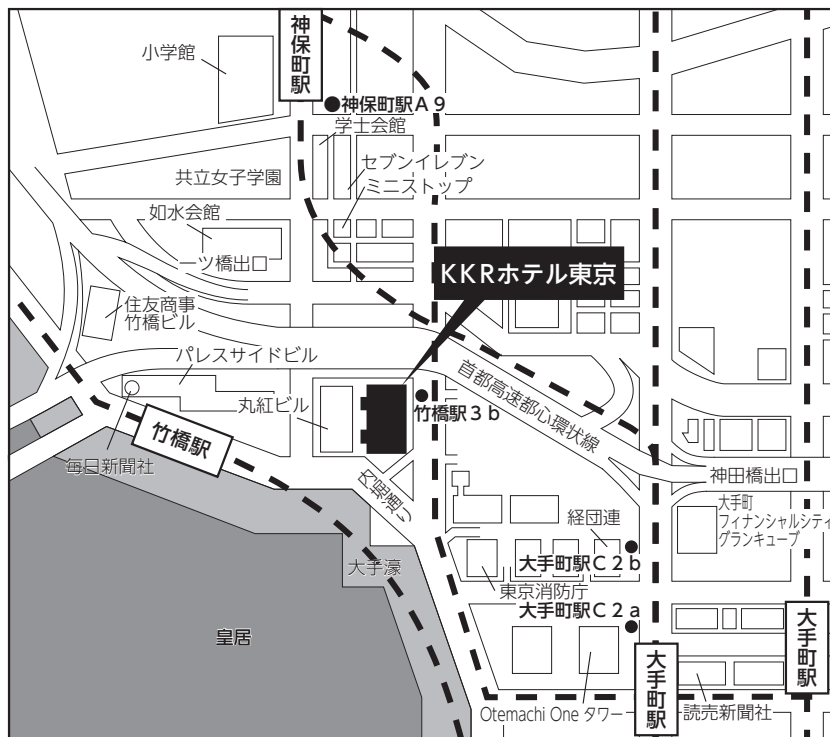 神保町駅
小学館
●神保町駅A9
学士会館
セブンイレブン
共立女子学園
ミニストップ
如水会館
一ツ橋出口
KKRホテル東京
住友商事
竹橋ビル
パレスサイドビル
首都高速都心環状線
丸紅ビル
竹橋駅3b
竹橋駅
毎日新聞社
神田橋出口
内堀通り
大手町
フィナンシャルシティ
グランキューブ
経団連
大手町駅C2b
大手濠
東京消防庁
大手町駅C2a
皇居
大手町駅
大手町駅
Otemachi One タワー
読売新聞社